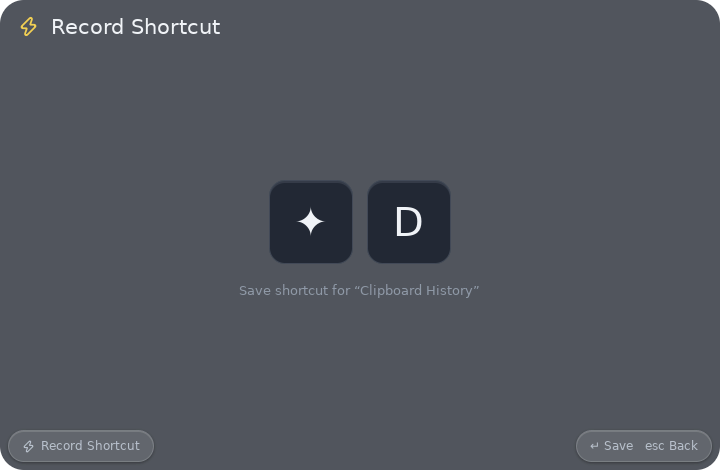 Record Shortcut
✦ D
Save shortcut for “Clipboard History”
Record Shortcut
↵ Save esc Back